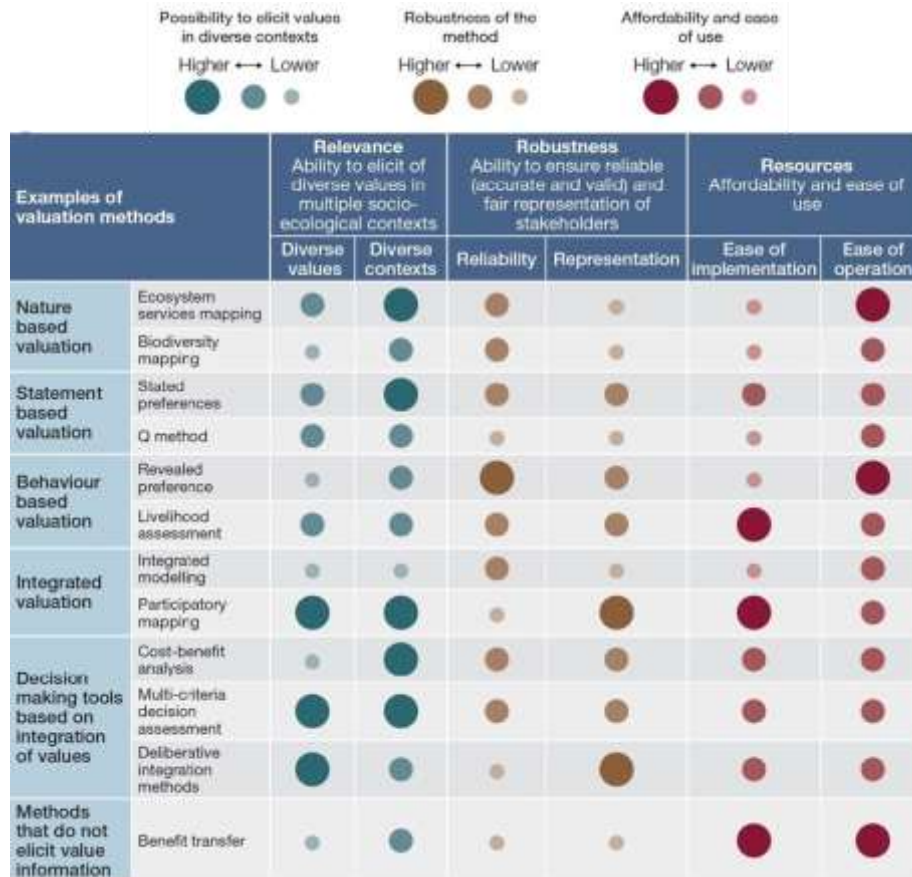 Possibility to elicit values
in diverse contexts
Higher ⟷ Lower
Robustness of the
method
Higher ⟷ Lower
Affordability and ease
of use
Higher ⟷ Lower
Examples of
valuation methods
Relevance
Ability to elicit of
diverse values in
multiple socio-
ecological contexts
Robustness
Ability to ensure reliable
(accurate and valid) and
fair representation of
stakeholders
Resources
Affordability and ease of
use
Diverse
values
Diverse
contexts
Reliability
Representation
Ease of
implementation
Ease of
operation
Nature
based
valuation
Ecosystem
services mapping
Biodiversity
mapping
Statement
based
valuation
Stated
preferences
Q method
Behaviour
based
valuation
Revealed
preference
Livelihood
assessment
Integrated
valuation
Integrated
modelling
Participatory
mapping
Decision
making tools
based on
integration
of values
Cost-benefit
analysis
Multi-criteria
decision
assessment
Deliberative
integration
methods
Methods
that do not
elicit value
information
Benefit transfer